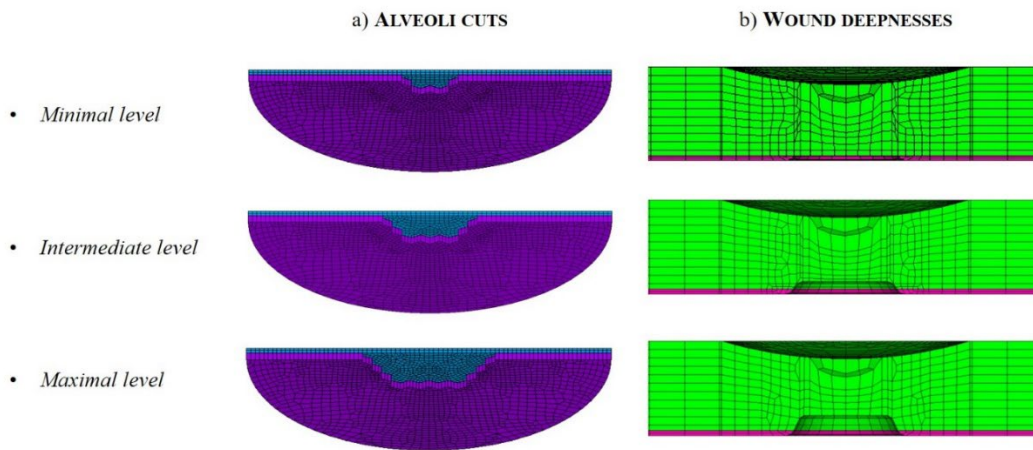 a) ALVEOLI CUTS
b) WOUND DEEPNESSES
• Minimal level
• Intermediate level
• Maximal level